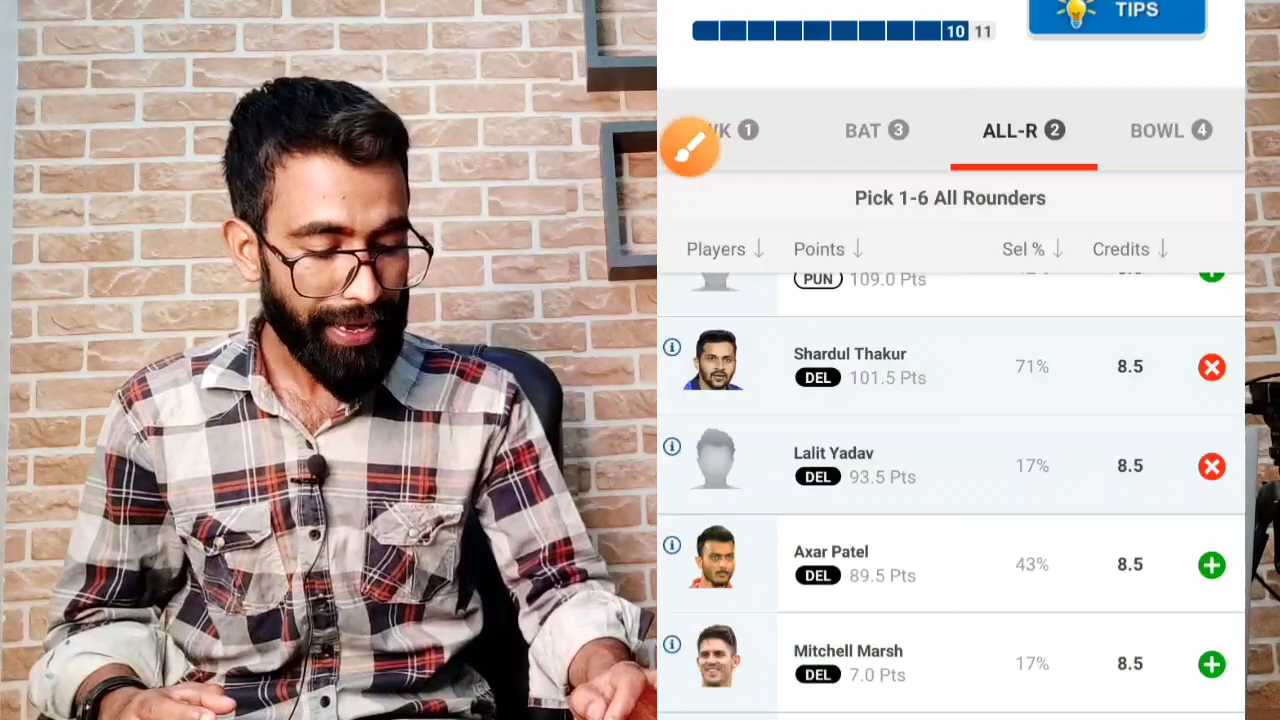 TIPS
10 11
1 BAT 3 ALL-R 2 BOWL 4
Pick 1-6 All Rounders
Players ↓ Points ↓ Sel % ↓ Credits ↓
PUN 109.0 Pts
Shardul Thakur
DEL 101.5 Pts 71% 8.5
Lalit Yadav
DEL 93.5 Pts 17% 8.5
Axar Patel
DEL 89.5 Pts 43% 8.5
Mitchell Marsh
DEL 7.0 Pts 17% 8.5